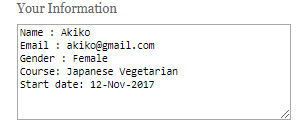 Your Information
Name : Akiko
Email : akiko@gmail.com
Gender : Female
Course: Japanese Vegetarian
Start date: 12-Nov-2017